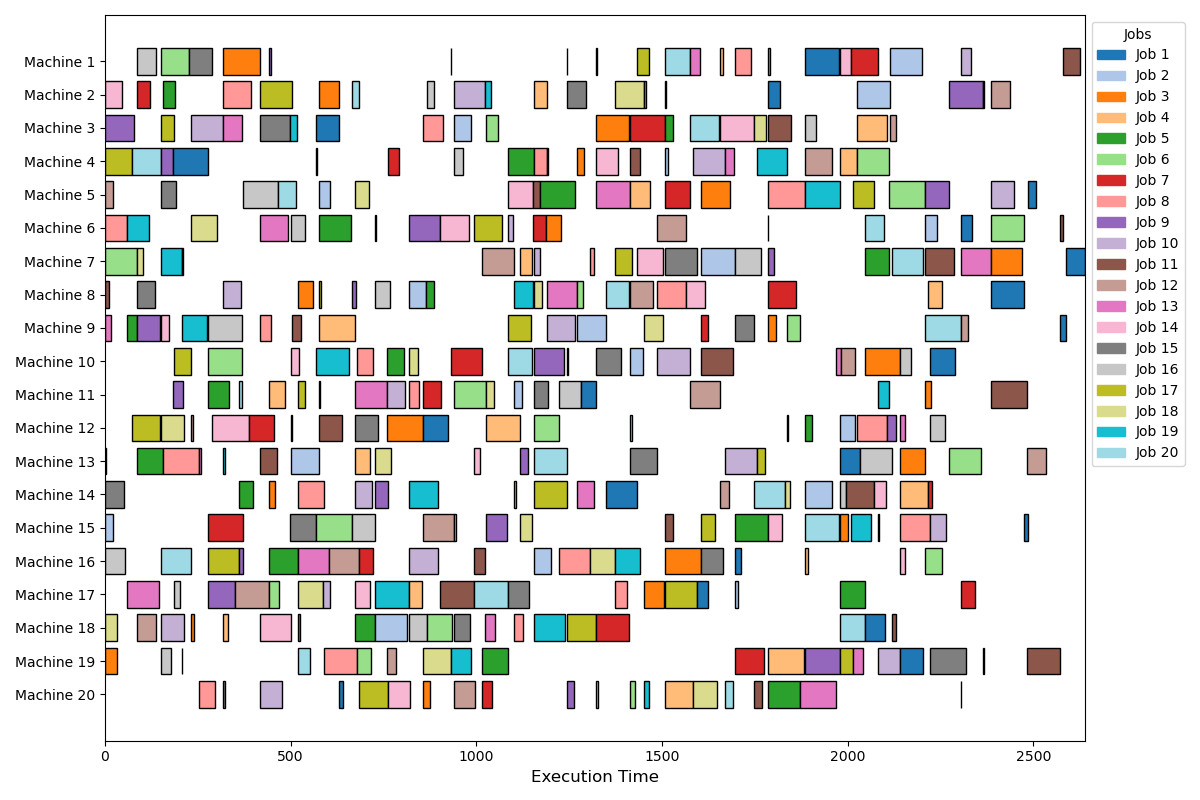 Machine 1
Machine 2
Machine 3
Machine 4
Machine 5
Machine 6
Machine 7
Machine 8
Machine 9
Machine 10
Machine 11
Machine 12
Machine 13
Machine 14
Machine 15
Machine 16
Machine 17
Machine 18
Machine 19
Machine 20
0 500 1000 1500 2000 2500
Execution Time
Jobs
Job 1
Job 2
Job 3
Job 4
Job 5
Job 6
Job 7
Job 8
Job 9
Job 10
Job 11
Job 12
Job 13
Job 14
Job 15
Job 16
Job 17
Job 18
Job 19
Job 20